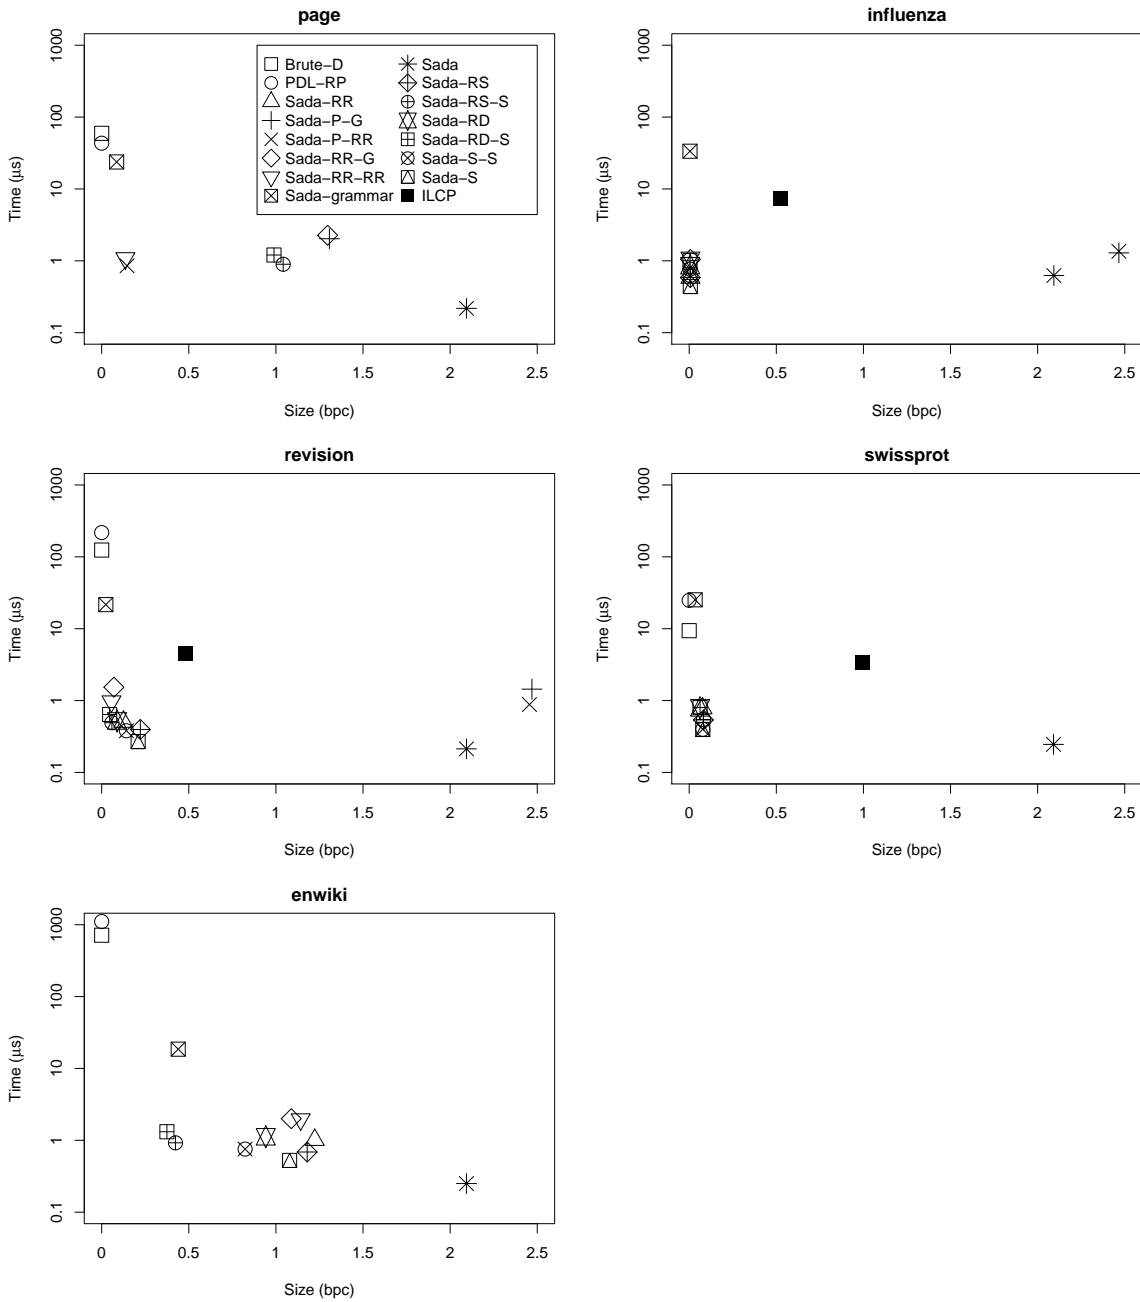 page
Time (µs)
1000
100
10
1
0.1
Brute−D
PDL−RP
Sada−RR
Sada−P−G
Sada−P−RR
Sada−RR−G
Sada−RR−RR
Sada−grammar
Sada
Sada−RS
Sada−RS−S
Sada−RD
Sada−RD−S
Sada−S−S
Sada−S
ILCP
0 0.5 1 1.5 2 2.5
Size (bpc)
influenza
Time (µs)
1000
100
10
1
0.1
0 0.5 1 1.5 2 2.5
Size (bpc)
revision
Time (µs)
1000
100
10
1
0.1
0 0.5 1 1.5 2 2.5
Size (bpc)
swissprot
Time (µs)
1000
100
10
1
0.1
0 0.5 1 1.5 2 2.5
Size (bpc)
enwiki
Time (µs)
1000
100
10
1
0.1
0 0.5 1 1.5 2 2.5
Size (bpc)